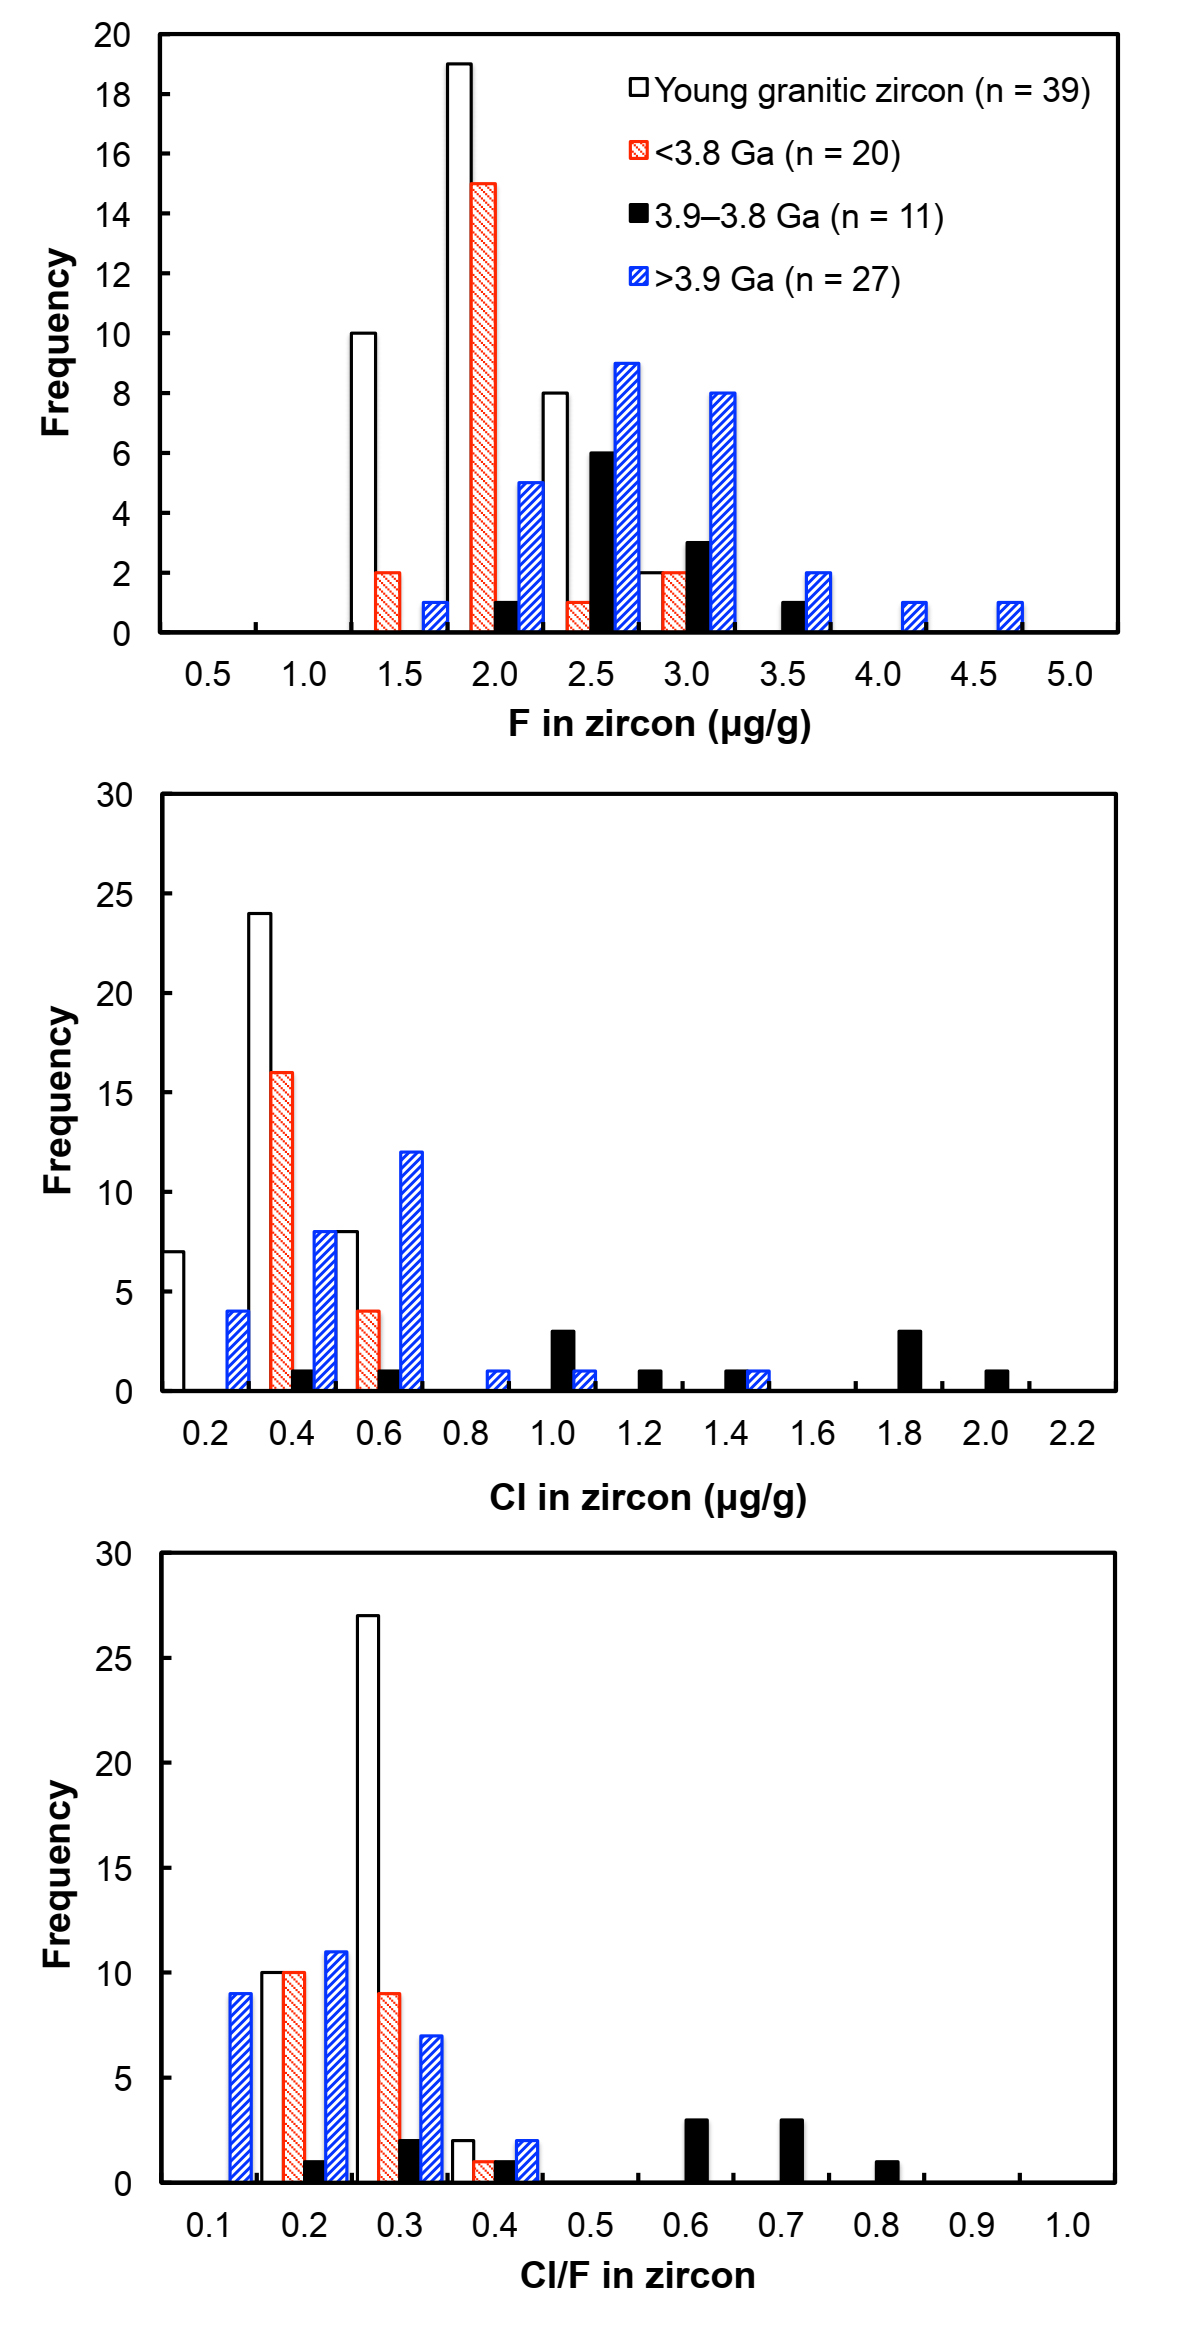 20
18
16
14
12
10
8
6
4
2
0
Frequency
Young granitic zircon (n = 39)
<3.8 Ga (n = 20)
3.9–3.8 Ga (n = 11)
>3.9 Ga (n = 27)
0.5 1.0 1.5 2.0 2.5 3.0 3.5 4.0 4.5 5.0
F in zircon (μg/g)
30
25
20
15
10
5
0
Frequency
0.2 0.4 0.6 0.8 1.0 1.2 1.4 1.6 1.8 2.0 2.2
Cl in zircon (μg/g)
30
25
20
15
10
5
0
Frequency
0.1 0.2 0.3 0.4 0.5 0.6 0.7 0.8 0.9 1.0
Cl/F in zircon